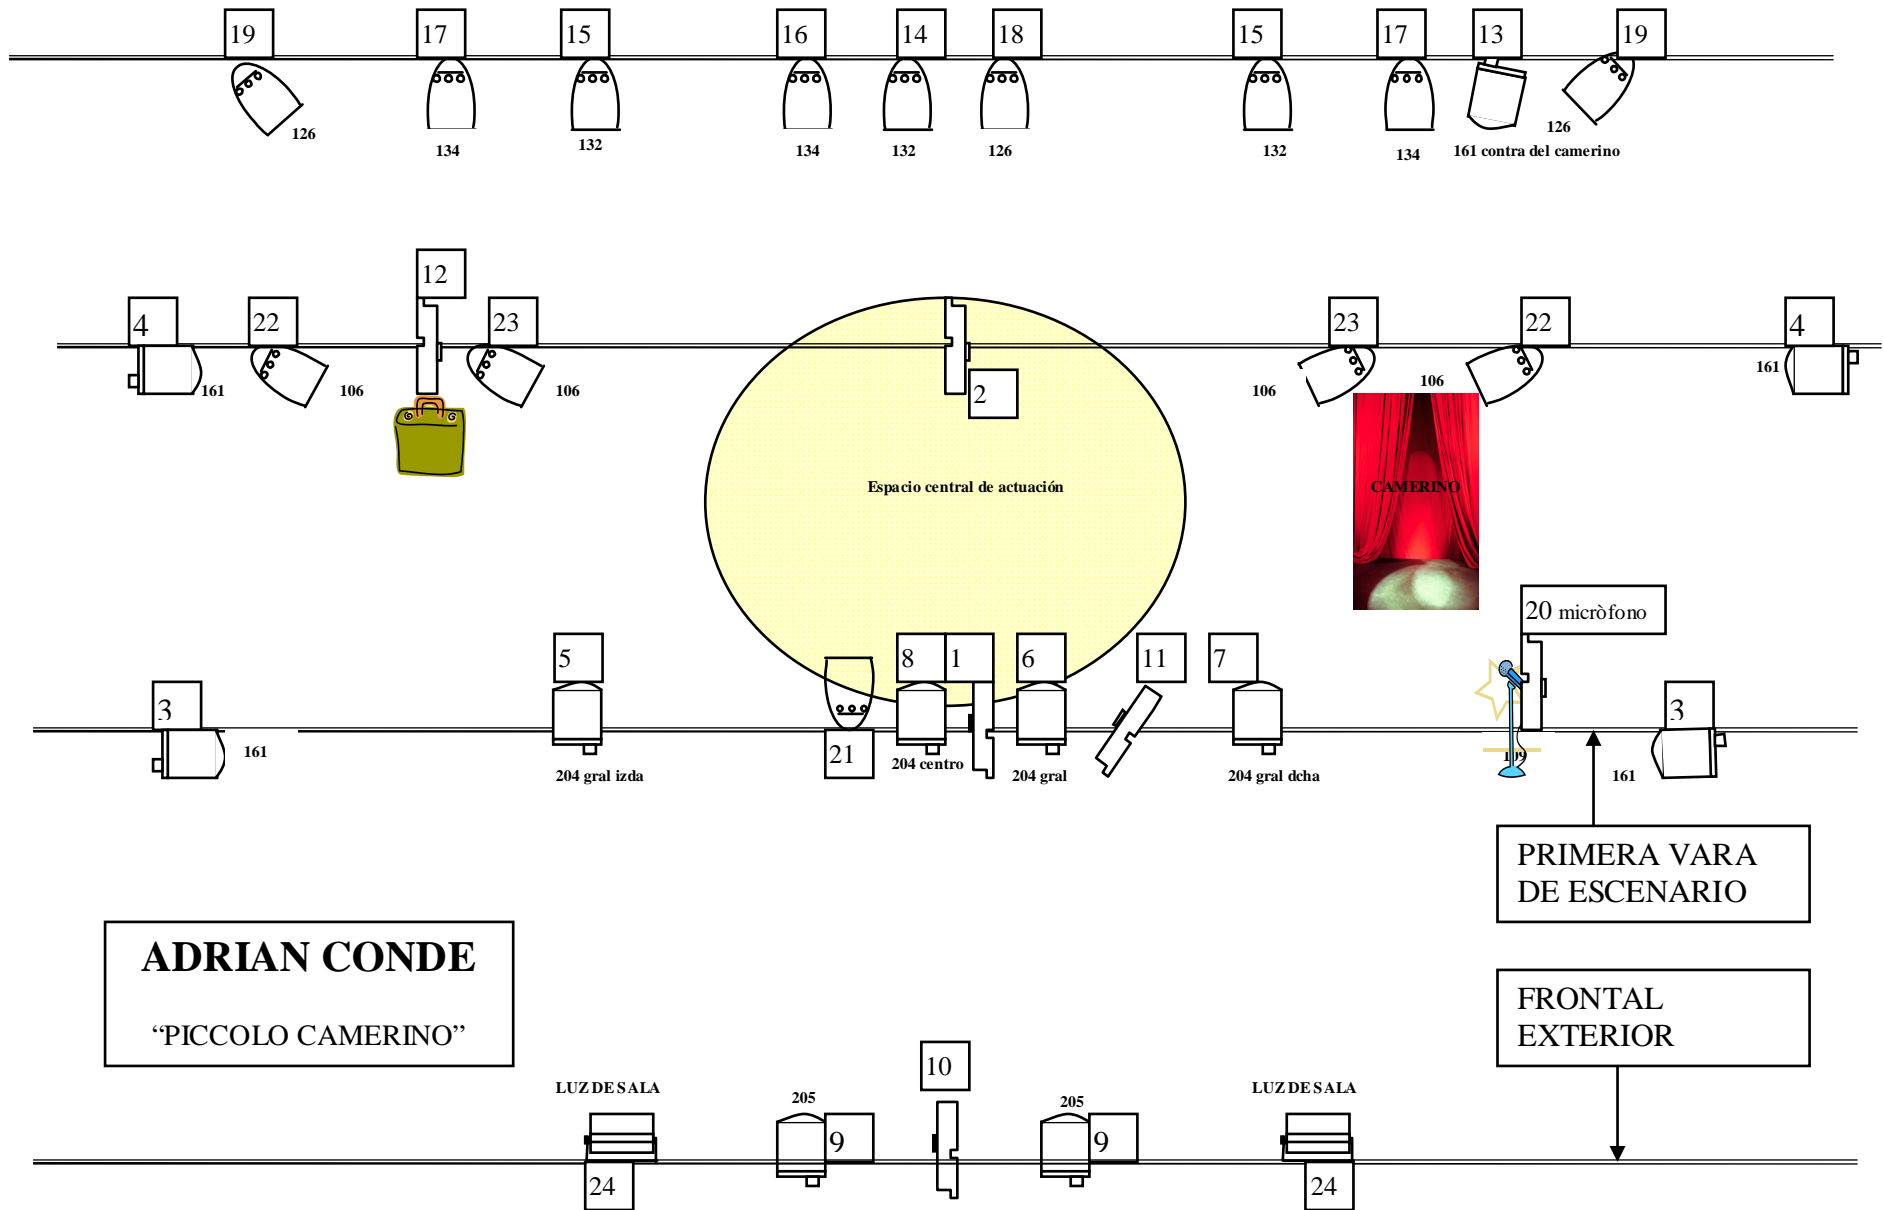 19 17 15 16 14 18 15 17 13 19
126 134 132 134 132 126 132 134 161 contra del camerino 126
12
4 22 23 23 22 4
2
161 106 106 106 106 161
Espacio central de actuación
CAMERINO
20 micròfono
5 8 1 6 11 7
3 3
21
161 204 gral izda 204 centro 204 gral 204 gral dcha 109 161
PRIMERA VARA
DE ESCENARIO
ADRIAN CONDE
“PICCOLO CAMERINO”
FRONTAL
EXTERIOR
10
LUZ DE SALA 205 205 LUZ DE SALA
9 9
24 24